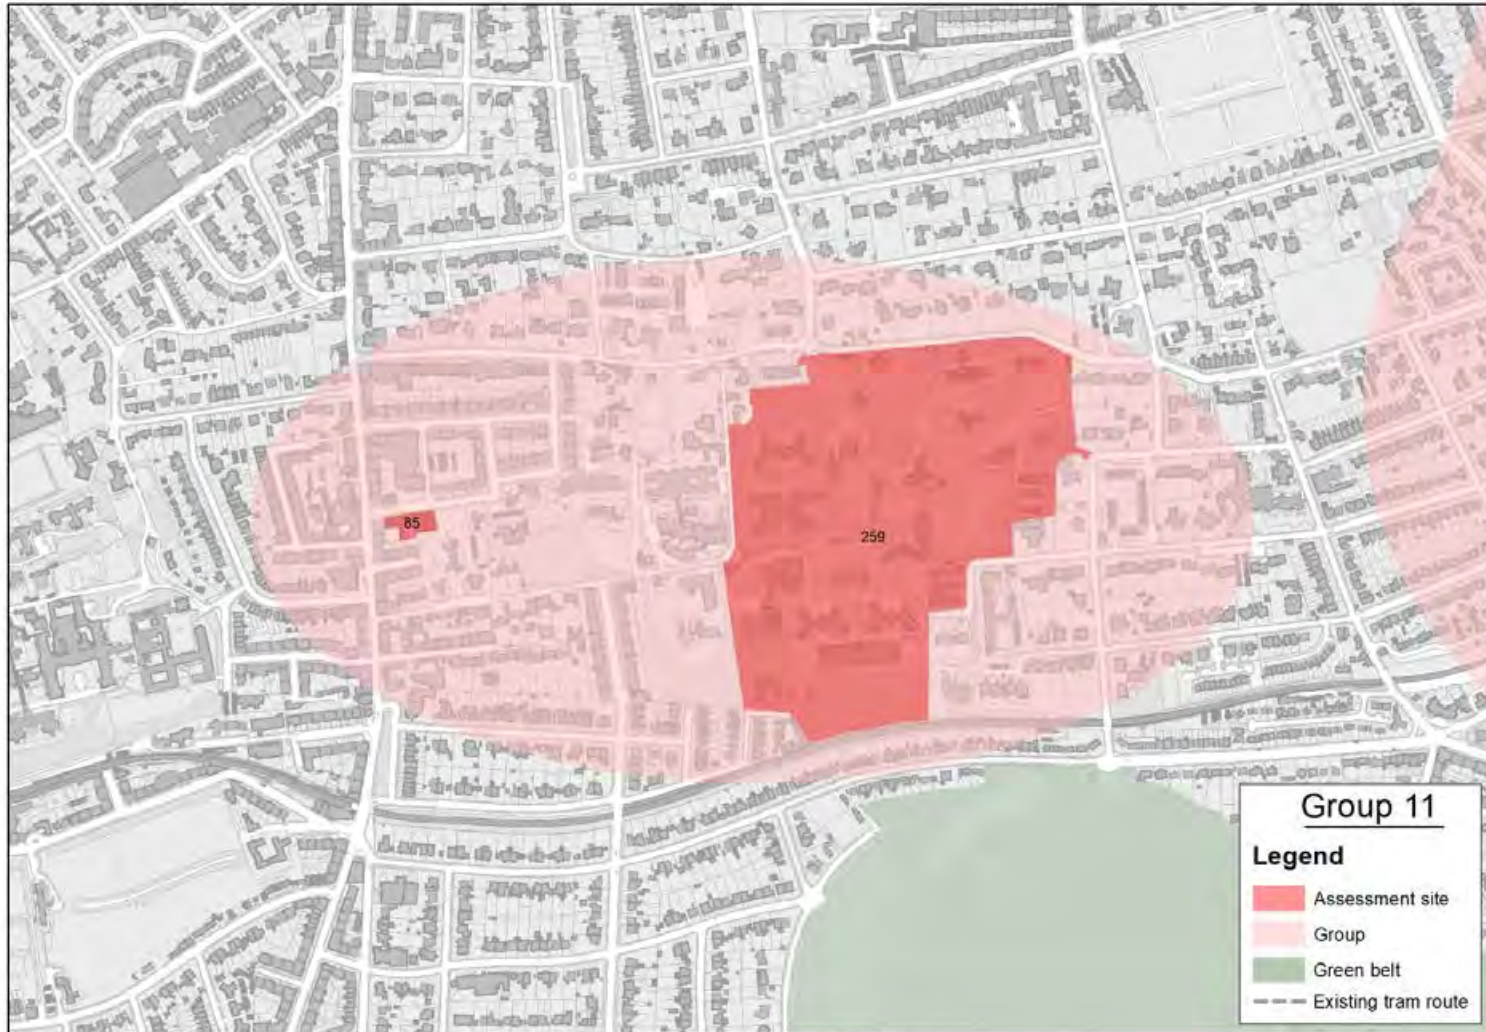 85
259
Group 11
Legend
Assessment site
Group
Green belt
Existing tram route